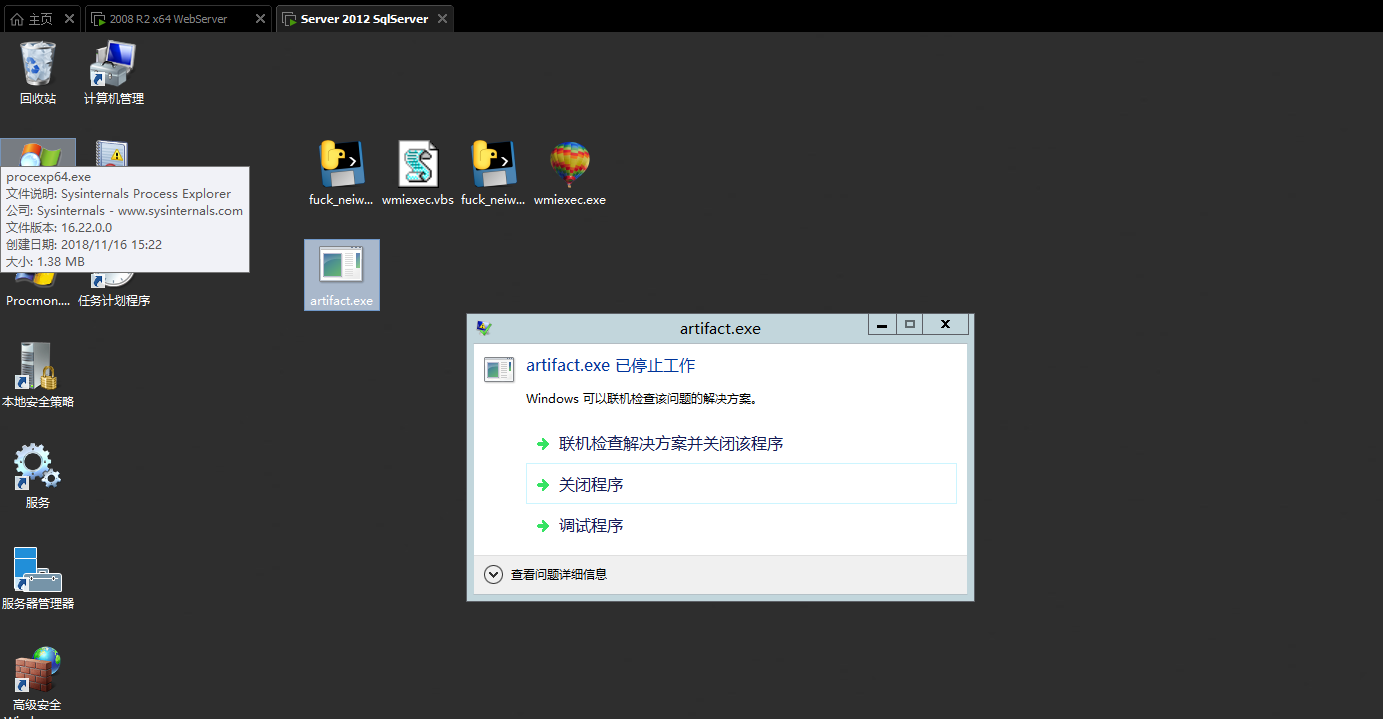 主页
2008 R2 x64 WebServer
Server 2012 SqlServer
回收站
计算机管理
procexp64.exe
文件说明: Sysinternals Process Explorer
公司: Sysinternals - www.sysinternals.com
文件版本: 16.22.0.0
创建日期: 2018/11/16 15:22
大小: 1.38 MB
fuck_neiw...
wmiexec.vbs
fuck_neiw...
wmiexec.exe
Procmon....
任务计划程序
artifact.exe
artifact.exe
artifact.exe 已停止工作
Windows 可以联机检查该问题的解决方案。
联机检查解决方案并关闭该程序
关闭程序
调试程序
查看问题详细信息
本地安全策略
服务
服务器管理器
高级安全